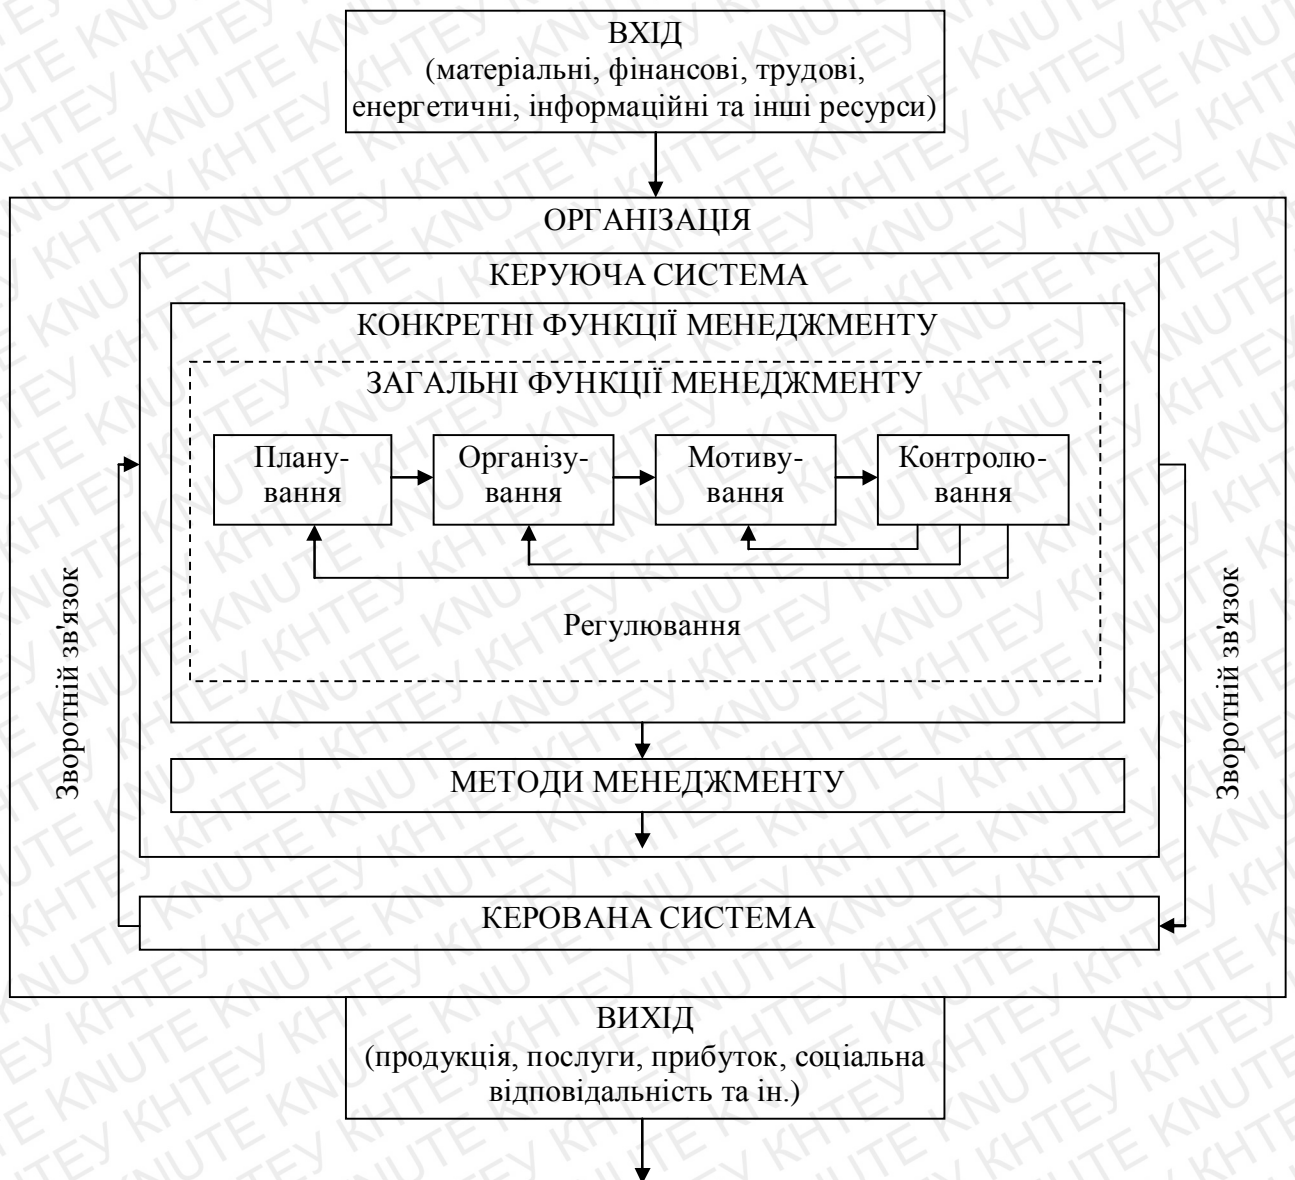 ВХІД
(матеріальні, фінансові, трудові,
енергетичні, інформаційні та інші ресурси)
ОРГАНІЗАЦІЯ
КЕРУЮЧА СИСТЕМА
КОНКРЕТНІ ФУНКЦІЇ МЕНЕДЖМЕНТУ
ЗАГАЛЬНІ ФУНКЦІЇ МЕНЕДЖМЕНТУ
Плану-
вання
Організу-
вання
Мотиву-
вання
Контролю-
вання
Регулювання
Зворотній зв'язок
Зворотній зв'язок
МЕТОДИ МЕНЕДЖМЕНТУ
КЕРОВАНА СИСТЕМА
ВИХІД
(продукція, послуги, прибуток, соціальна
відповідальність та ін.)
КНТЕУ KNUTE